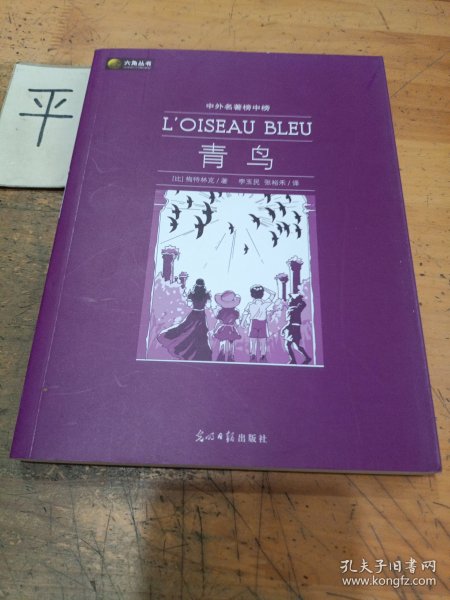 六角丛书
平
中外名著榜中榜
L'OISEAU BLEU
青鸟
[比] 梅特林克/著 李玉民 张裕禾/译
光明日报出版社
孔夫子旧书网
www.kongfz.com